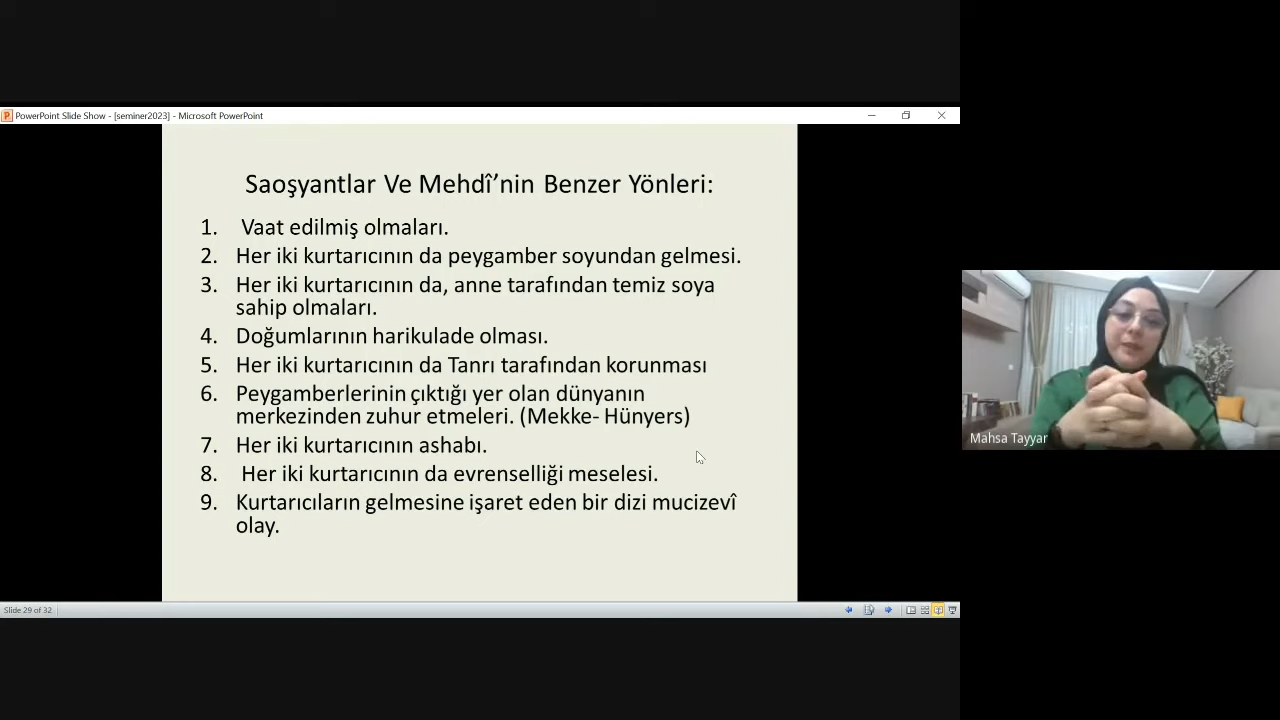 PowerPoint Slide Show - [seminer2023] - Microsoft PowerPoint
Saoşyantlar Ve Mehdî’nin Benzer Yönleri:
1. Vaat edilmiş olmaları.
2. Her iki kurtarıcının da peygamber soyundan gelmesi.
3. Her iki kurtarıcının da, anne tarafından temiz soya
sahip olmaları.
4. Doğumlarının harikulade olması.
5. Her iki kurtarıcının da Tanrı tarafından korunması
6. Peygamberlerinin çıktığı yer olan dünyanın
merkezinden zuhur etmeleri. (Mekke- Hünyers)
7. Her iki kurtarıcının ashabı.
8. Her iki kurtarıcının da evrenselliği meselesi.
9. Kurtarıcıların gelmesine işaret eden bir dizi mucizevî
olay.
Slide 29 of 32
Mahsa Tayyar